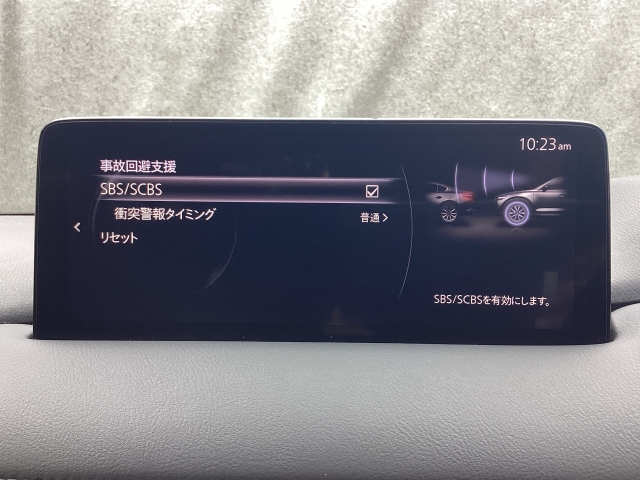 10:23am
事故回避支援
SBS/SCBS
衝突警報タイミング
普通
リセット
SBS/SCBSを有効にします。